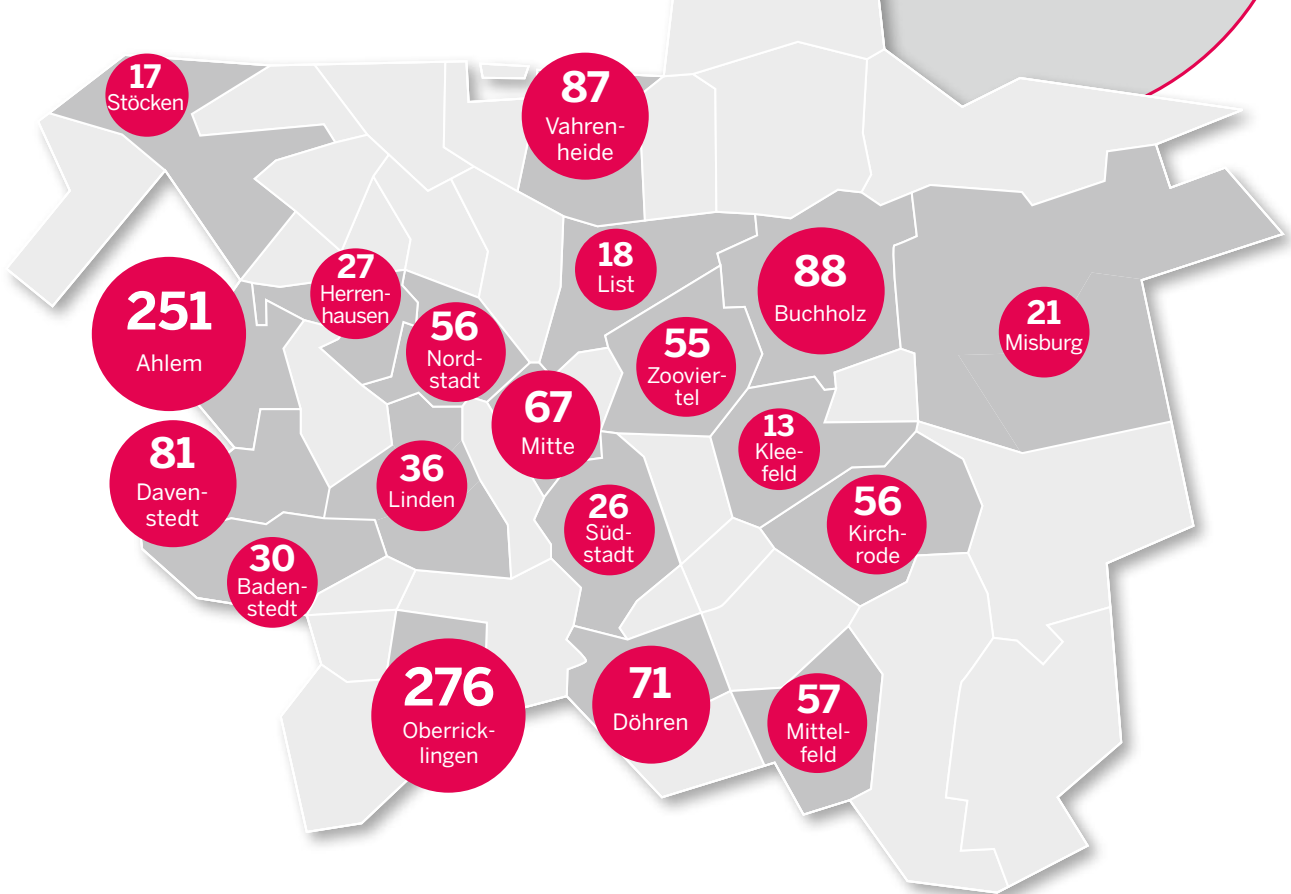 17
Stöcken
87
Vahren-
heide
18
List
88
Buchholz
27
Herren-
hausen
251
Ahlem
56
Nord-
stadt
55
Zoovier-
tel
21
Misburg
67
Mitte
13
Klee-
feld
81
Daven-
stedt
36
Linden
26
Süd-
stadt
56
Kirch-
rode
30
Baden-
stedt
276
Oberrick-
lingen
71
Döhren
57
Mittel-
feld